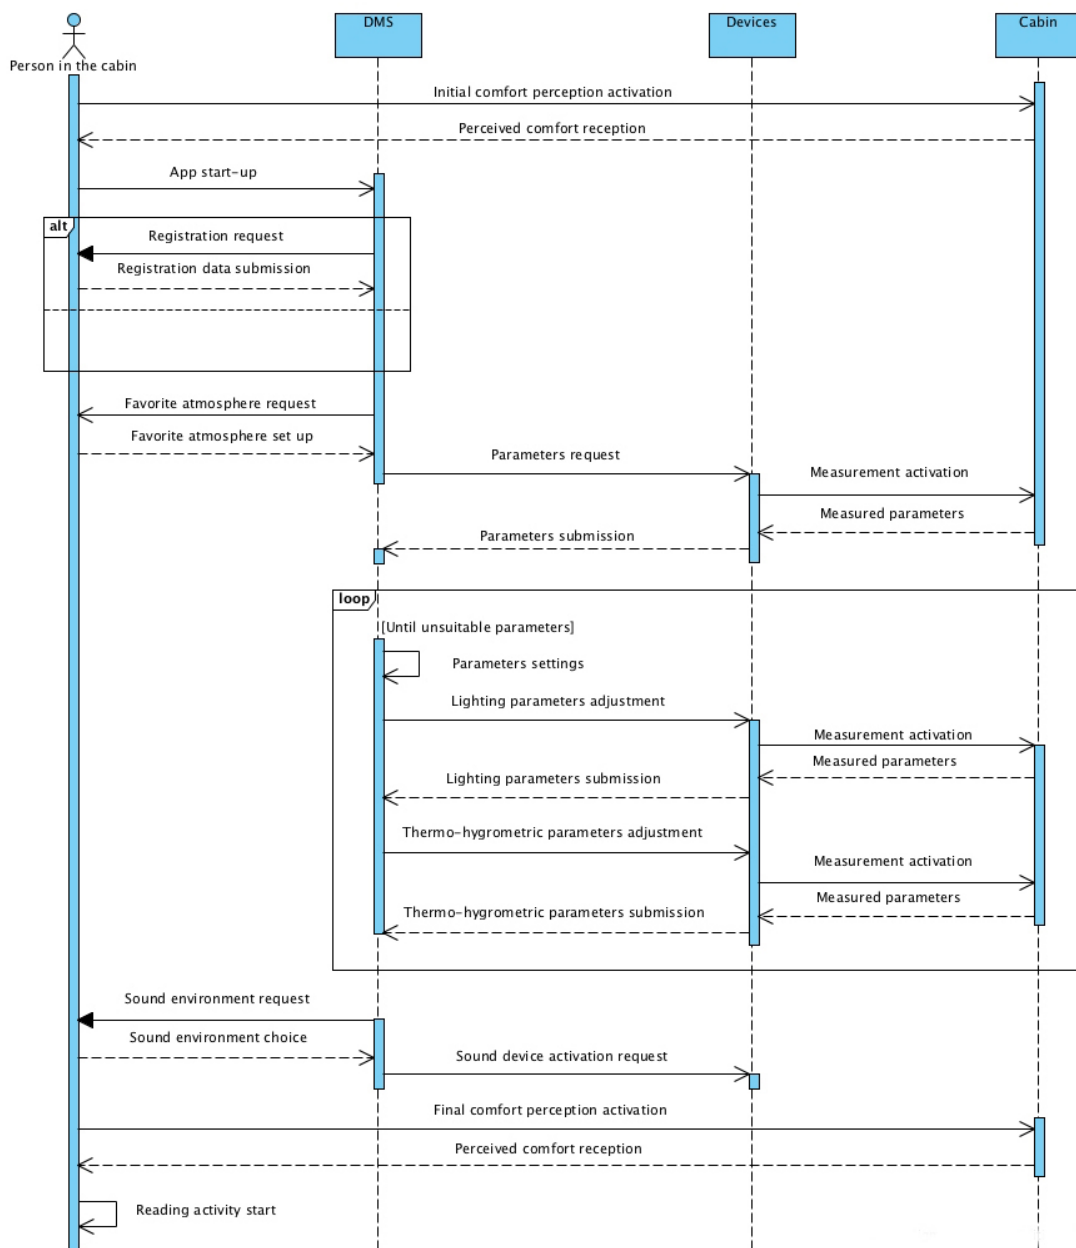 DMS
Devices
Cabin
Person in the cabin
Initial comfort perception activation
Perceived comfort reception
App start-up
alt
Registration request
Registration data submission
Favorite atmosphere request
Favorite atmosphere set up
Parameters request
Measurement activation
Measured parameters
Parameters submission
loop
[Until unsuitable parameters]
Parameters settings
Lighting parameters adjustment
Measurement activation
Measured parameters
Lighting parameters submission
Thermo-hygrometric parameters adjustment
Measurement activation
Measured parameters
Thermo-hygrometric parameters submission
Sound environment request
Sound environment choice
Sound device activation request
Final comfort perception activation
Perceived comfort reception
Reading activity start